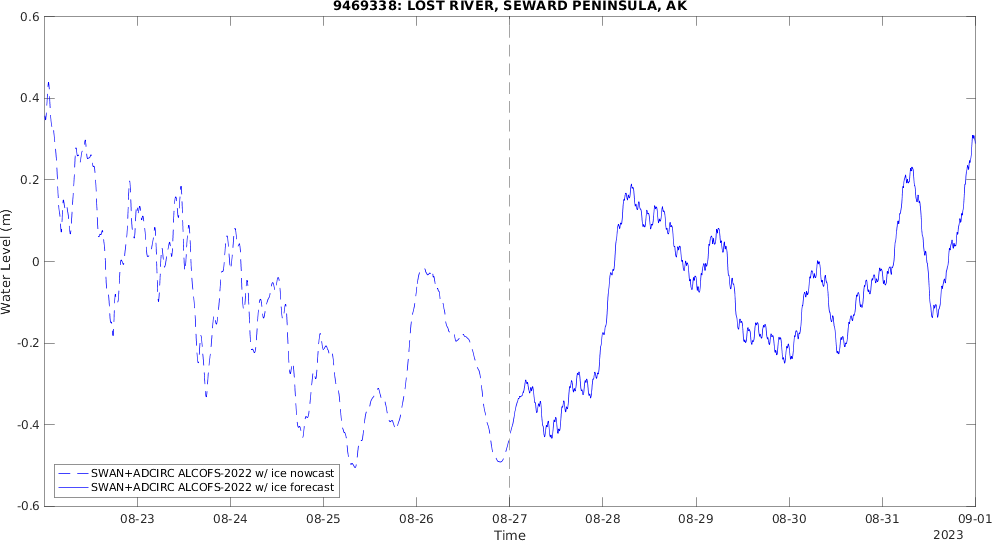 9469338: LOST RIVER, SEWARD PENINSULA, AK
0.6
0.4
0.2
0
-0.2
-0.4
-0.6
Water Level (m)
SWAN+ADCIRC ALCOFS-2022 w/ ice nowcast
SWAN+ADCIRC ALCOFS-2022 w/ ice forecast
08-23 08-24 08-25 08-26 08-27 08-28 08-29 08-30 08-31 09-01
Time
2023